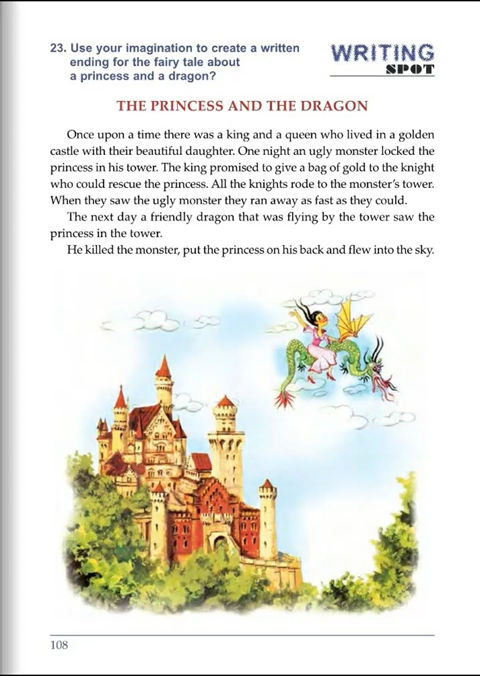 23. Use your imagination to create a written
ending for the fairy tale about
a princess and a dragon?
WRITING
SPOT
THE PRINCESS AND THE DRAGON
Once upon a time there was a king and a queen who lived in a golden
castle with their beautiful daughter. One night an ugly monster locked the
princess in his tower. The king promised to give a bag of gold to the knight
who could rescue the princess. All the knights rode to the monster's tower.
When they saw the ugly monster they ran away as fast as they could.
The next day a friendly dragon that was flying by the tower saw the
princess in the tower.
He killed the monster, put the princess on his back and flew into the sky.
108